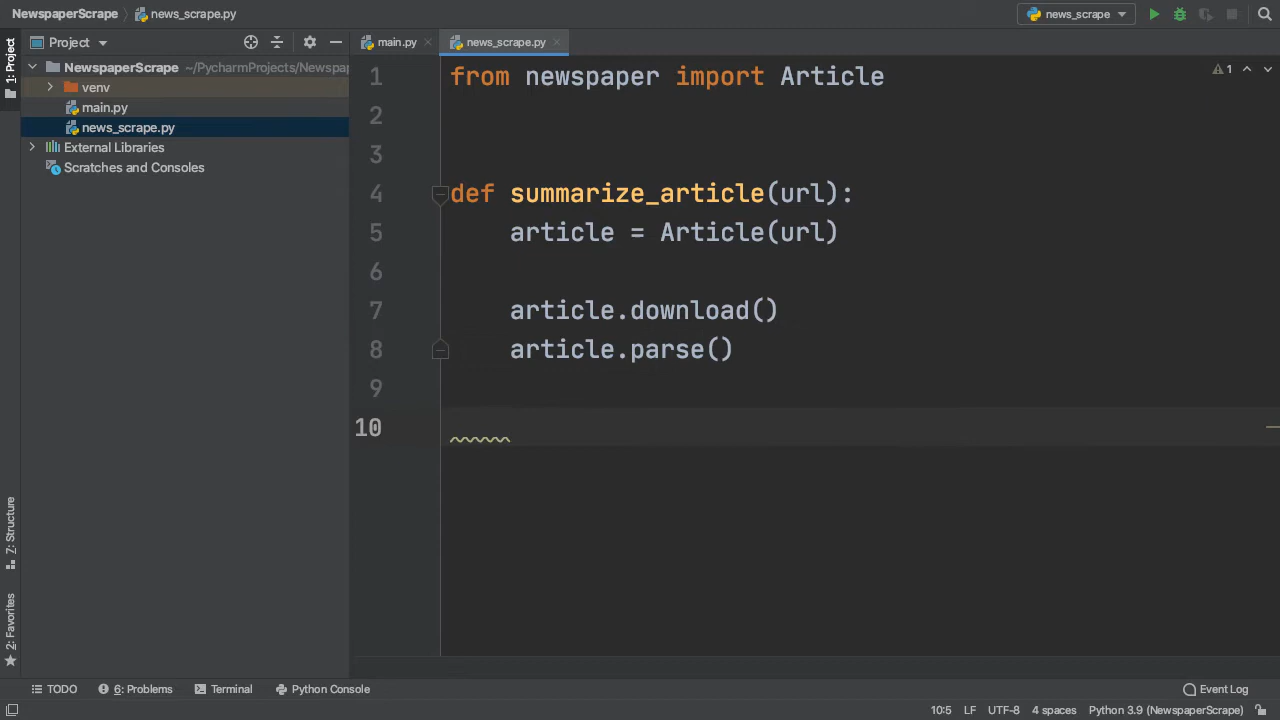 NewspaperScrape
news_scrape.py
news_scrape
1: Project
Project
main.py
news_scrape.py
NewspaperScrape ~/PycharmProjects/Newspa
venv
main.py
news_scrape.py
External Libraries
Scratches and Consoles
1 from newspaper import Article
2
3
4 def summarize_article(url):
5 article = Article(url)
6
7 article.download()
8 article.parse()
9
10
1
Z: Structure
2: Favorites
TODO
6: Problems
Terminal
Python Console
Event Log
10:5 LF UTF-8 4 spaces Python 3.9 (NewspaperScrape)